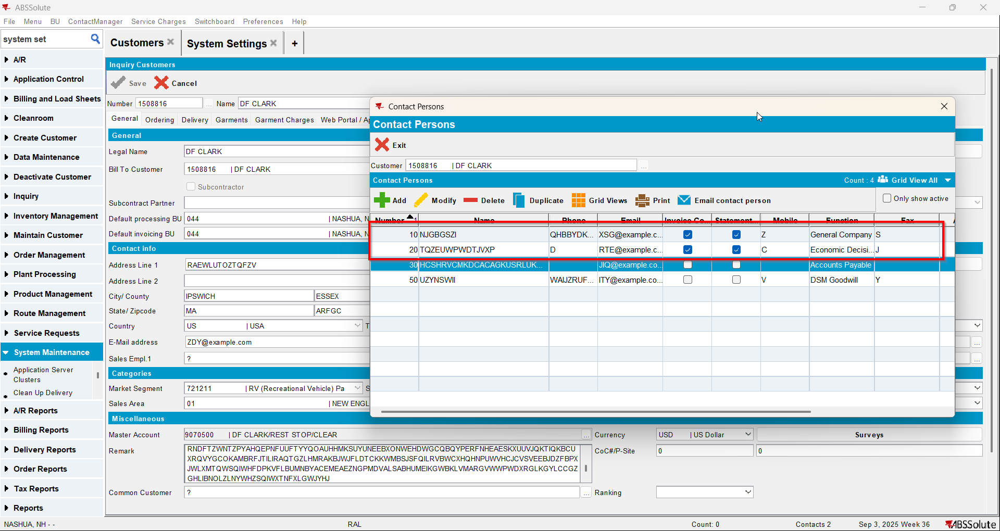 ABSSolute
File Menu BU ContactManager Service Charges Switchboard Preferences Help
system set
Customers
System Settings
+
A/R
Application Control
Billing and Load Sheets
Cleanroom
Create Customer
Data Maintenance
Deactivate Customer
Inquiry
Inventory Management
Maintain Customer
Order Management
Plant Processing
Product Management
Route Management
Service Requests
System Maintenance
Application Server
Clusters
Clean Up Delivery
A/R Reports
Billing Reports
Delivery Reports
Order Reports
Tax Reports
Reports
Inquiry Customers
Save Cancel
Number 1508816 ... Name DF CLARK
General Ordering Delivery Garments Garment Charges Web Portal / Ap
General
Legal Name DF CLARK
Bill To Customer 1508816 | DF CLARK
Subcontractor
Subcontract Partner
Default processing BU 044 | NASHUA, N
Default invoicing BU 044 | NASHUA, N
Contact info
Address Line 1 RAEWLUTOZTQFZV
Address Line 2
City/ County IPSWICH ESSEX
State/ Zipcode MA ARFGC
Country US | USA T
E-Mail address ZDY@example.com ...
Sales Empl.1 ? ...
Categories
Market Segment 721211 | RV (Recreational Vehicle) Pa S
Sales Area 01 | NEW ENGL
Miscellaneous
Master Account 9070500 | DF CLARK/REST STOP/CLEAR ... Currency USD | US Dollar Surveys
Remark
RNDFTZWNTZPYAHQEPNFUUFTYYQOAUHHMKSUYUNEEBXONWEHDWGCQBQYPERFNHEAESKXUUVJQKTIQKBCU
XRQVYGCOKAMBRFJTILIRAQTGZLHMRAKBJWJFLDTCKKWMBSJSFQILRVBWCXHQHNPUWVHCJCVSVEEBJDZFBPX
JWLXMTQWSQIWHFDPKVFLBUMNBYACEMEAEZNGPMDVALSABHUMEIKGWBKLVMARGVWWPWDXRGLKGYLCCGZ
GHLIBNOLZLNYWHZSQIWXTNFXLGWJYHJ
CoC#/P-Site 0 0
Common Customer ? ... Ranking
Contact Persons
Contact Persons
Exit
Customer 1508816 | DF CLARK ...
Contact Persons Count : 4 Grid View All
Add Modify Delete Duplicate Grid Views Print Email contact person Only show active
Number 1 Name Phone Email Invoice Co... Statement... Mobile Function Fax
10 NJGBGSZI QHBBYDK... XSG@example.c... Z General Company S
20 TQZEUWPWDTJVXP D RTE@example.c... C Economic Decisi... J
30 HCSHRVCMKDCACAGKUSRLUK... JIQ@example.co... Accounts Payable
50 UZYNSWII WAIJZRUF... ITY@example.co... V DSM Goodwill Y
NASHUA, NH - - RAL Count: 0 Contacts 2 Sep 3, 2025 Week 36 ABSSolute